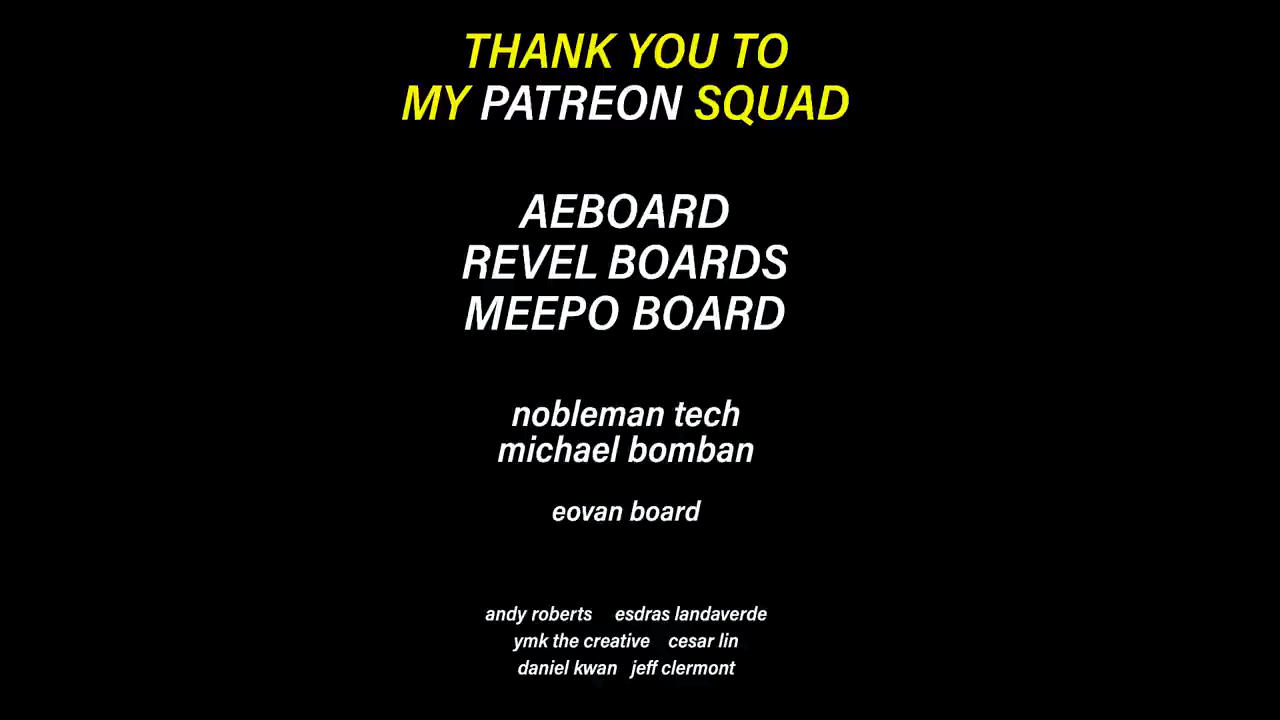 THANK YOU TO
MY PATREON SQUAD
AEBOARD
REVEL BOARDS
MEEPO BOARD
nobleman tech
michael bomban
eovan board
andy roberts esdras landaverde
ymk the creative cesar lin
daniel kwan jeff clermont